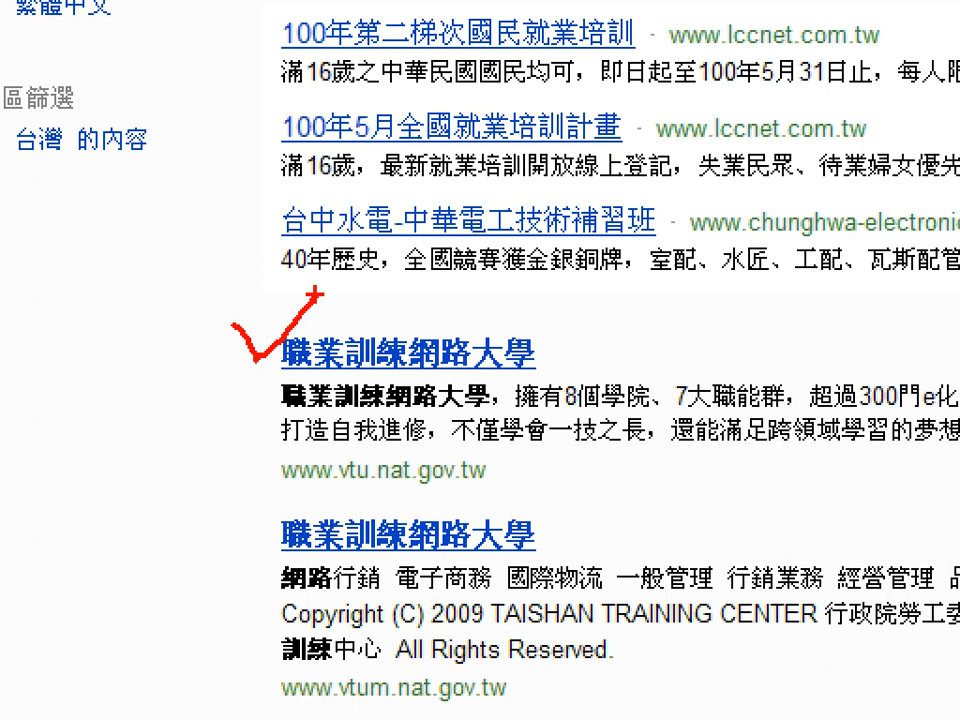 繁體中文
區篩選
台灣 的內容
100年第二梯次國民就業培訓 - www.lccnet.com.tw
滿16歲之中華民國國民均可，即日起至100年5月31日止，每人限
100年5月全國就業培訓計畫 - www.lccnet.com.tw
滿16歲，最新就業培訓開放線上登記，失業民眾、待業婦女優先
台中水電-中華電工技術補習班 - www.chunghwa-electronic
40年歷史，全國競賽獲金銀銅牌，室配、水匠、工配、瓦斯配管
職業訓練網路大學
職業訓練網路大學，擁有8個學院、7大職能群，超過300門e化
打造自我進修，不僅學會一技之長，還能滿足跨領域學習的夢想
www.vtu.nat.gov.tw
職業訓練網路大學
網路行銷 電子商務 國際物流 一般管理 行銷業務 經營管理 品
Copyright (C) 2009 TAISHAN TRAINING CENTER 行政院勞工委
訓練中心 All Rights Reserved.
www.vtum.nat.gov.tw